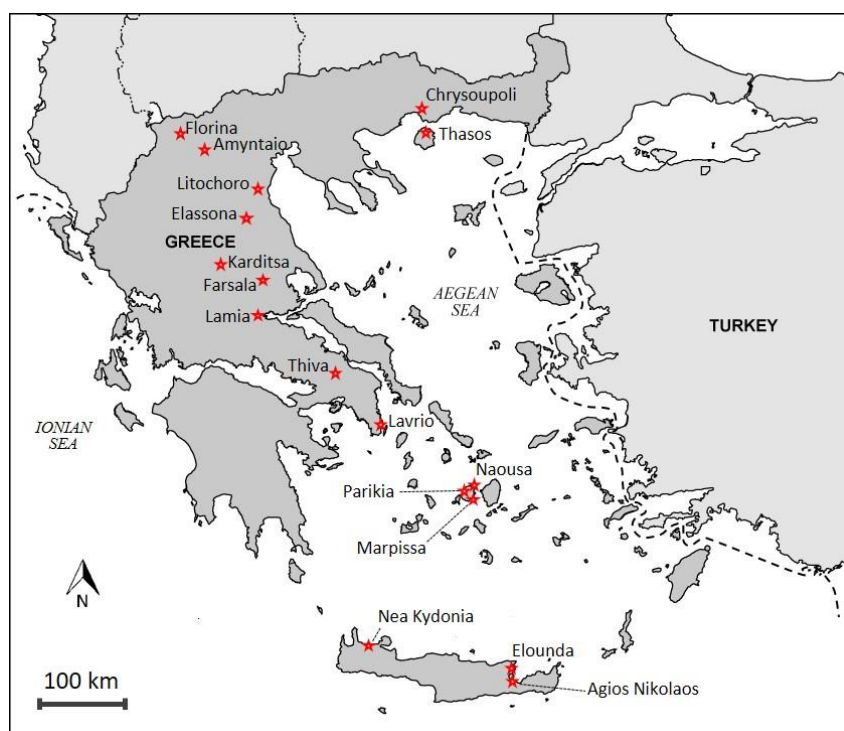 Chrysoupoli
Florina
Thasos
Amyntaio
Litochoro
Elassona
GREECE
Karditsa
Farsala
AEGEAN
SEA
Lamia
TURKEY
Thiva
IONIAN
SEA
Lavrio
Naousa
Parikia
Marpissa
N
Nea Kydonia
Elounda
100 km
Agios Nikolaos